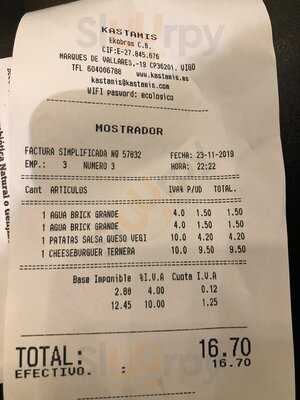 KASTAMIS
Ekobros C.B.
CIF:E-27.845.676
MARQUES DE VALLARES,-19 CP36201, VIGO
TFL 604006788 www.kastamis.es
kastamis@kastamis.com
WIFI pasword: ecologico
MOSTRADOR
FACTURA SIMPLIFICADA NO 57032 FECHA: 23-11-2019
EMP.: 3 NUMERO 3 HORA: 22:22
Cant ARTICULOS IVA% P/UD TOTAL.
1 AGUA BRICK GRANDE 4.0 1.50 1.50
1 AGUA BRICK GRANDE 4.0 1.50 1.50
1 PATATAS SALSA QUESO VEGI 10.0 4.20 4.20
1 CHEESEBURGUER TERNERA 10.0 9.50 9.50
Base Imponible %I.V.A Cuota I.V.A
2.88 4.00 0.12
12.45 10.00 1.25
TOTAL: 16.70
EFECTIVO. : 16.70